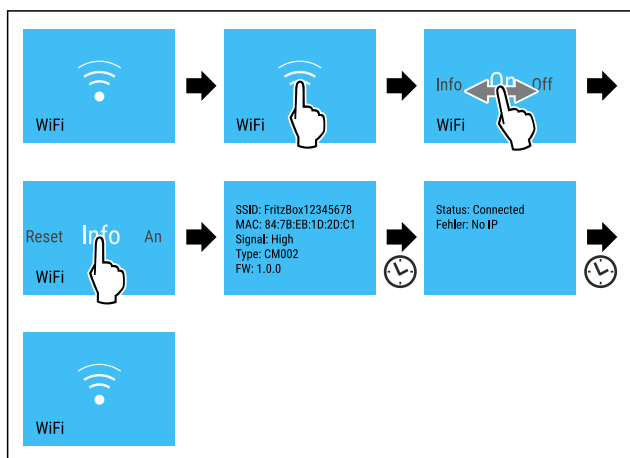 WiFi
WiFi
Info On Off
WiFi
Reset Info An
WiFi
SSID: FritzBox12345678
MAC: 84:7B:EB:1D:2D:C1
Signal: High
Type: CM002
FW: 1.0.0
Status: Connected
Fehler: No IP
WiFi